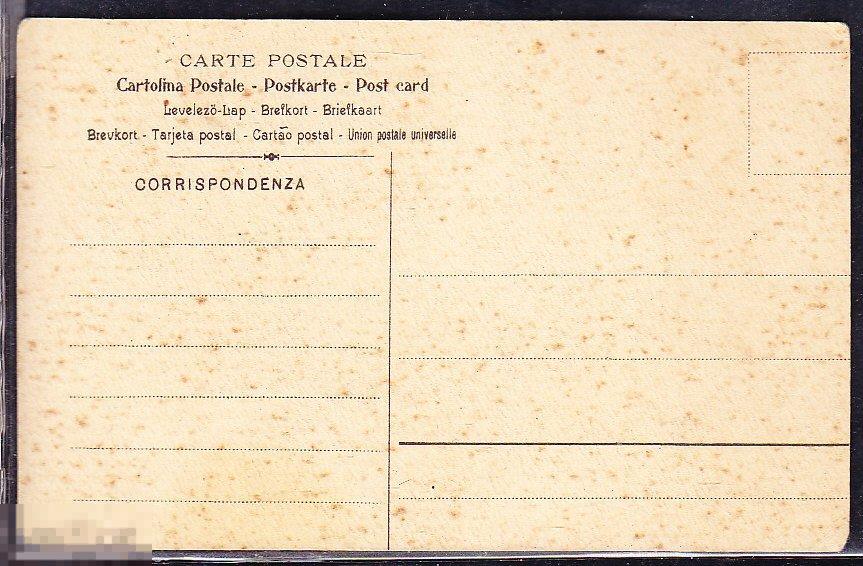 CARTE POSTALE
Cartolina Postale - Postkarte - Post card
Levelezö-Lap - Brefkort - Briefkaart
Brevkort - Tarjeta postal - Cartão postal - Union postale universelle
CORRISPONDENZA